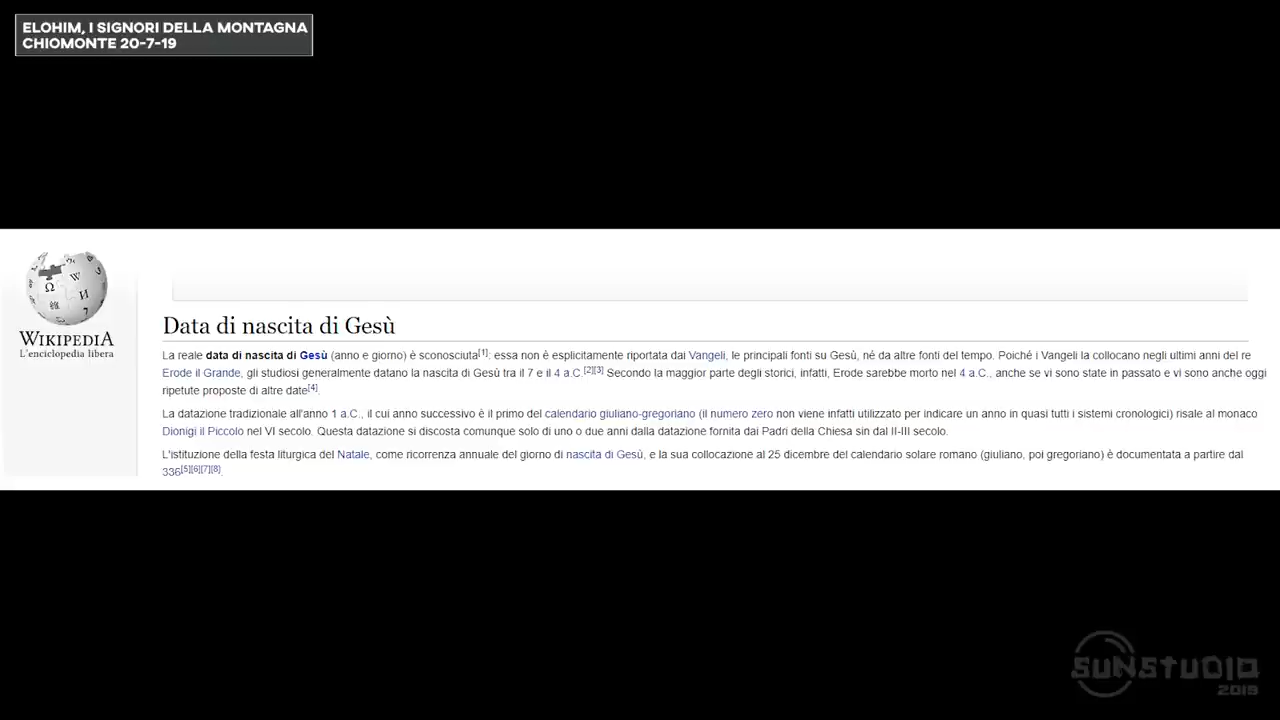 ELOHIM, I SIGNORI DELLA MONTAGNA
CHIOMONTE 20-7-19
WIKIPEDIA
L'enciclopedia libera
Data di nascita di Gesù
La reale data di nascita di Gesù (anno e giorno) è sconosciuta[1]: essa non è esplicitamente riportata dai Vangeli, le principali fonti su Gesù, né da altre fonti del tempo. Poiché i Vangeli la collocano negli ultimi anni del re
Erode il Grande, gli studiosi generalmente datano la nascita di Gesù tra il 7 e il 4 a.C.[2][3] Secondo la maggior parte degli storici, infatti, Erode sarebbe morto nel 4 a.C., anche se vi sono state in passato e vi sono anche oggi
ripetute proposte di altre date[4].
La datazione tradizionale all'anno 1 a.C., il cui anno successivo è il primo del calendario giuliano-gregoriano (il numero zero non viene infatti utilizzato per indicare un anno in quasi tutti i sistemi cronologici) risale al monaco
Dionigi il Piccolo nel VI secolo. Questa datazione si discosta comunque solo di uno o due anni dalla datazione fornita dai Padri della Chiesa sin dal II-III secolo.
L'istituzione della festa liturgica del Natale, come ricorrenza annuale del giorno di nascita di Gesù, e la sua collocazione al 25 dicembre del calendario solare romano (giuliano, poi gregoriano) è documentata a partire dal
336[5][6][7][8].
SUNSTUDIO
2019